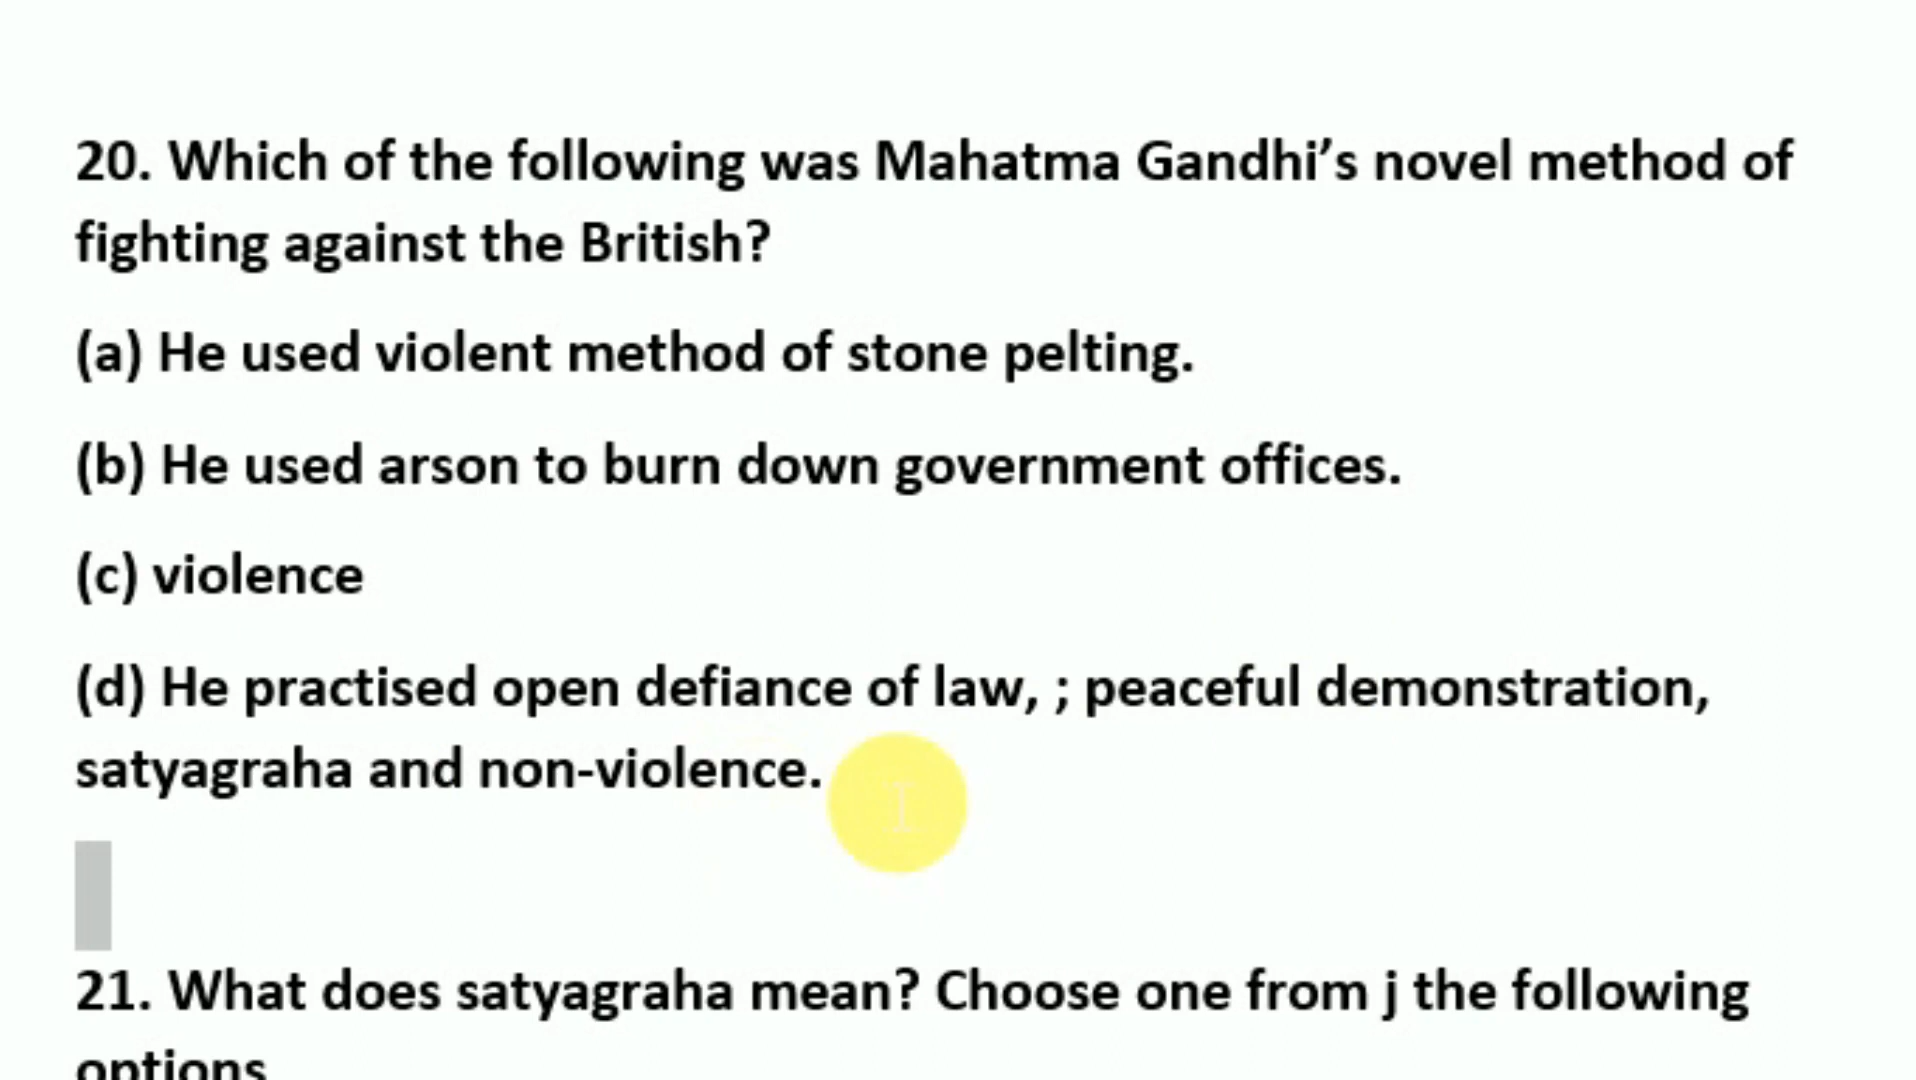 20. Which of the following was Mahatma Gandhi’s novel method of
fighting against the British?
(a) He used violent method of stone pelting.
(b) He used arson to burn down government offices.
(c) violence
(d) He practised open defiance of law, ; peaceful demonstration,
satyagraha and non-violence.
21. What does satyagraha mean? Choose one from j the following
options